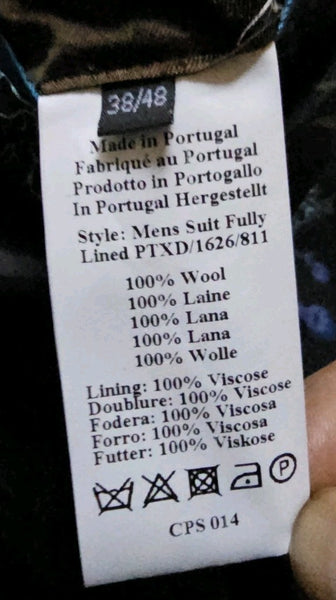 38/48
Made in Portugal
Fabriqué au Portugal
Prodotto in Portogallo
In Portugal Hergestellt
Style: Mens Suit Fully
Lined PTXD/1626/811
100% Wool
100% Laine
100% Lana
100% Lana
100% Wolle
Lining: 100% Viscose
Doublure: 100% Viscose
Fodera: 100% Viscosa
Forro: 100% Viscosa
Futter: 100% Viskose
P
CPS 014